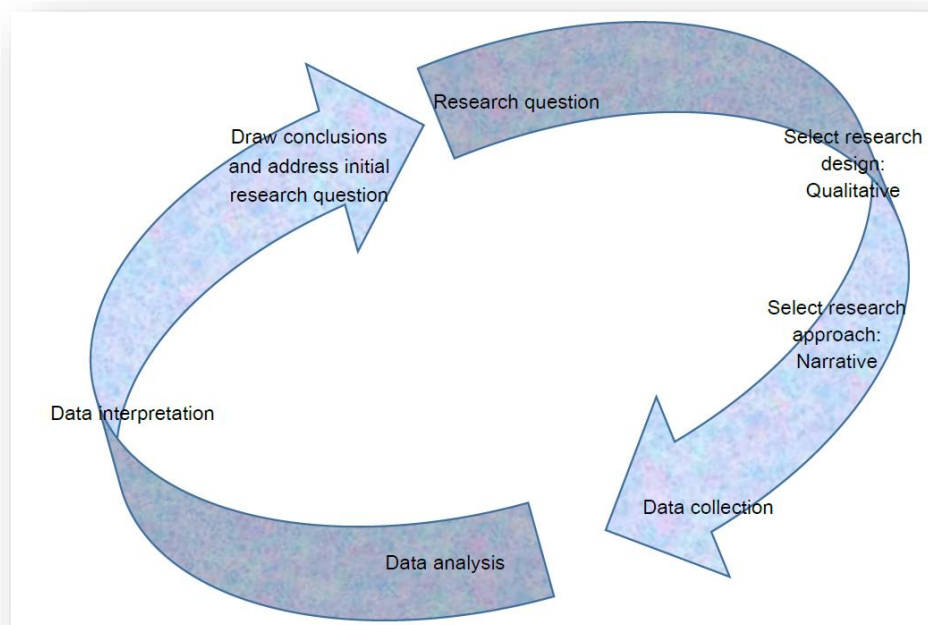 Research question
Select research
design:
Qualitative
Select research
approach:
Narrative
Data collection
Data analysis
Data interpretation
Draw conclusions
and address initial
research question